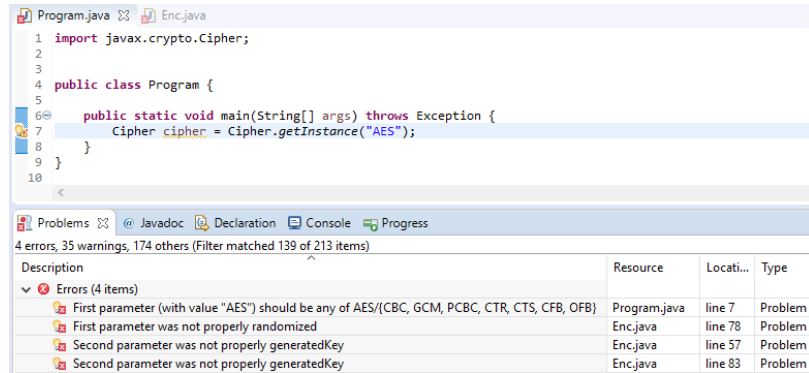 Program.java Enc.java
1 import javax.crypto.Cipher;
2
3
4 public class Program {
5
6 public static void main(String[] args) throws Exception {
7 Cipher cipher = Cipher.getInstance("AES");
8 }
9 }
10
Problems @ Javadoc Declaration Console Progress
4 errors, 35 warnings, 174 others (Filter matched 139 of 213 items)
Description Resource Locati... Type
Errors (4 items)
First parameter (with value "AES") should be any of AES/{CBC, GCM, PCBC, CTR, CTS, CFB, OFB} Program.java line 7 Problem
First parameter was not properly randomized Enc.java line 78 Problem
Second parameter was not properly generatedKey Enc.java line 57 Problem
Second parameter was not properly generatedKey Enc.java line 83 Problem